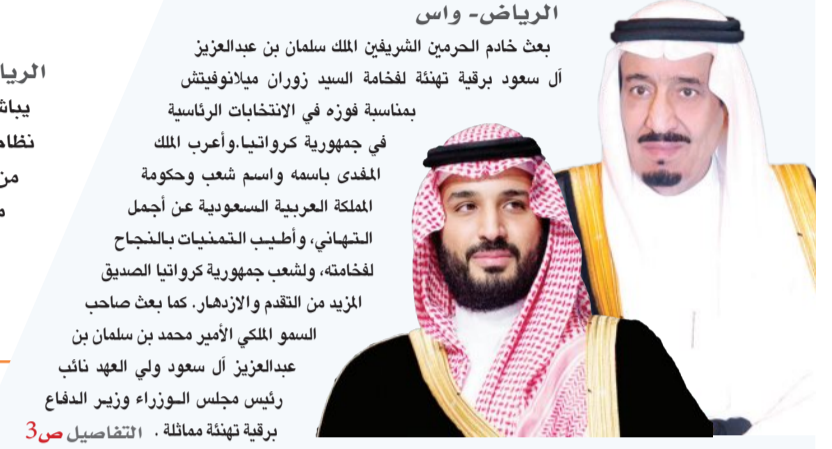 الرياض- واس
بعث خادم الحرمين الشريفين الملك سلمان بن عبدالعزيز
آل سعود برقية تهنئة لفخامة السيد زوران ميلانوفيتش
بمناسبة فوزه في الانتخابات الرئاسية
في جمهورية كرواتيا.وأعرب الملك
المفدى باسمه واسم شعب وحكومة
المملكة العربية السعودية عن أجمل
التهاني، وأطيب التمنيات بالنجاح
لفخامته، ولشعب جمهورية كرواتيا الصديق
المزيد من التقدم والازدهار. كما بعث صاحب
السمو الملكي الأمير محمد بن سلمان بن
عبدالعزيز آل سعود ولي العهد نائب
رئيس مجلس الوزراء وزير الدفاع
برقية تهنئة مماثلة . التفاصيل ص3
من